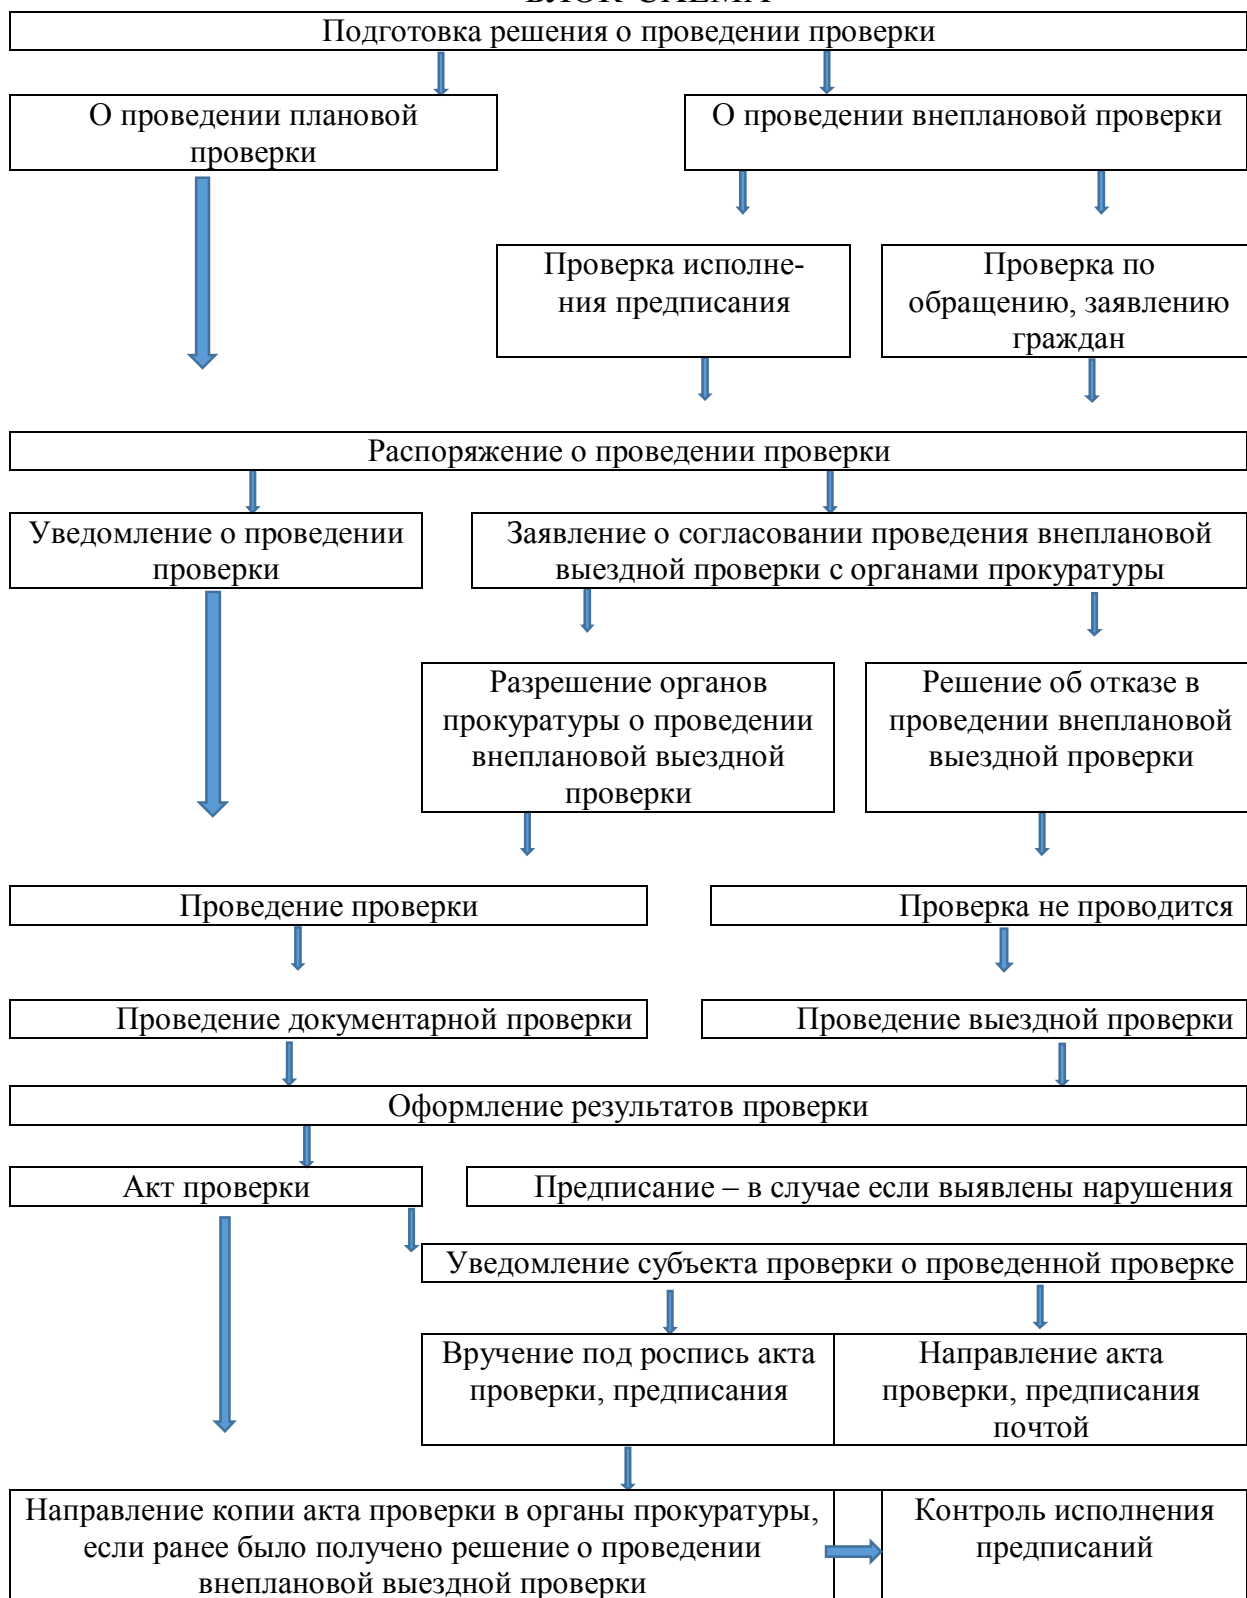 БЛОК-СХЕМА
Подготовка решения о проведении проверки
О проведении плановой
проверки
О проведении внеплановой проверки
Проверка исполне-
ния предписания
Проверка по
обращению, заявлению
граждан
Распоряжение о проведении проверки
Уведомление о проведении
проверки
Заявление о согласовании проведения внеплановой
выездной проверки с органами прокуратуры
Разрешение органов
прокуратуры о проведении
внеплановой выездной
проверки
Решение об отказе в
проведении внеплановой
выездной проверки
Проведение проверки
Проверка не проводится
Проведение документарной проверки
Проведение выездной проверки
Оформление результатов проверки
Акт проверки
Предписание – в случае если выявлены нарушения
Уведомление субъекта проверки о проведенной проверке
Вручение под роспись акта
проверки, предписания
Направление акта
проверки, предписания
почтой
Направление копии акта проверки в органы прокуратуры,
если ранее было получено решение о проведении
внеплановой выездной проверки
Контроль исполнения
предписаний